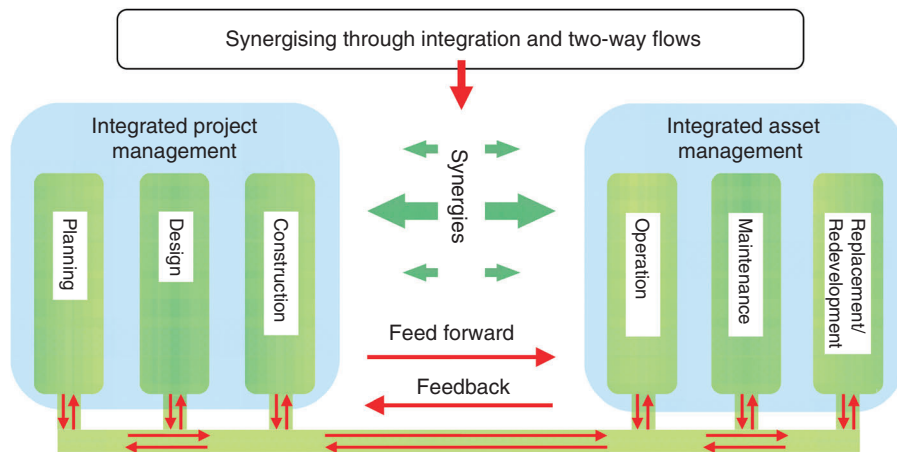 Synergising through integration and two-way flows
Integrated project
management
Integrated asset
management
Planning
Design
Construction
Synergies
Operation
Maintenance
Replacement/
Redevelopment
Feed forward
Feedback